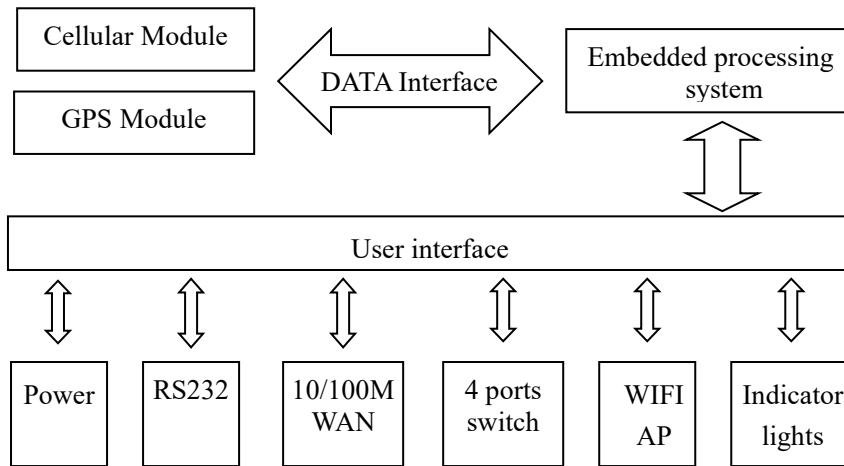 Cellular Module
GPS Module
DATA Interface
Embedded processing
system
User interface
Power
RS232
10/100M
WAN
4 ports
switch
WIFI
AP
Indicator
lights